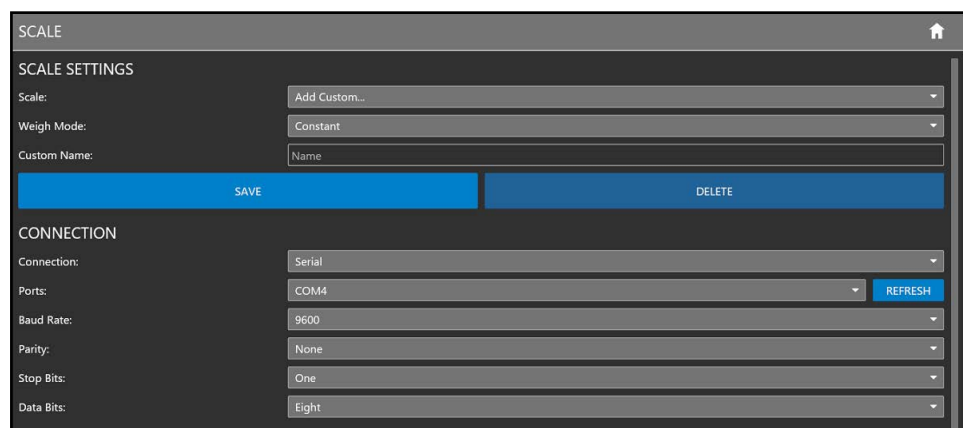 SCALE
SCALE SETTINGS
Scale: Add Custom...
Weigh Mode: Constant
Custom Name: Name
SAVE DELETE
CONNECTION
Connection: Serial
Ports: COM4 REFRESH
Baud Rate: 9600
Parity: None
Stop Bits: One
Data Bits: Eight